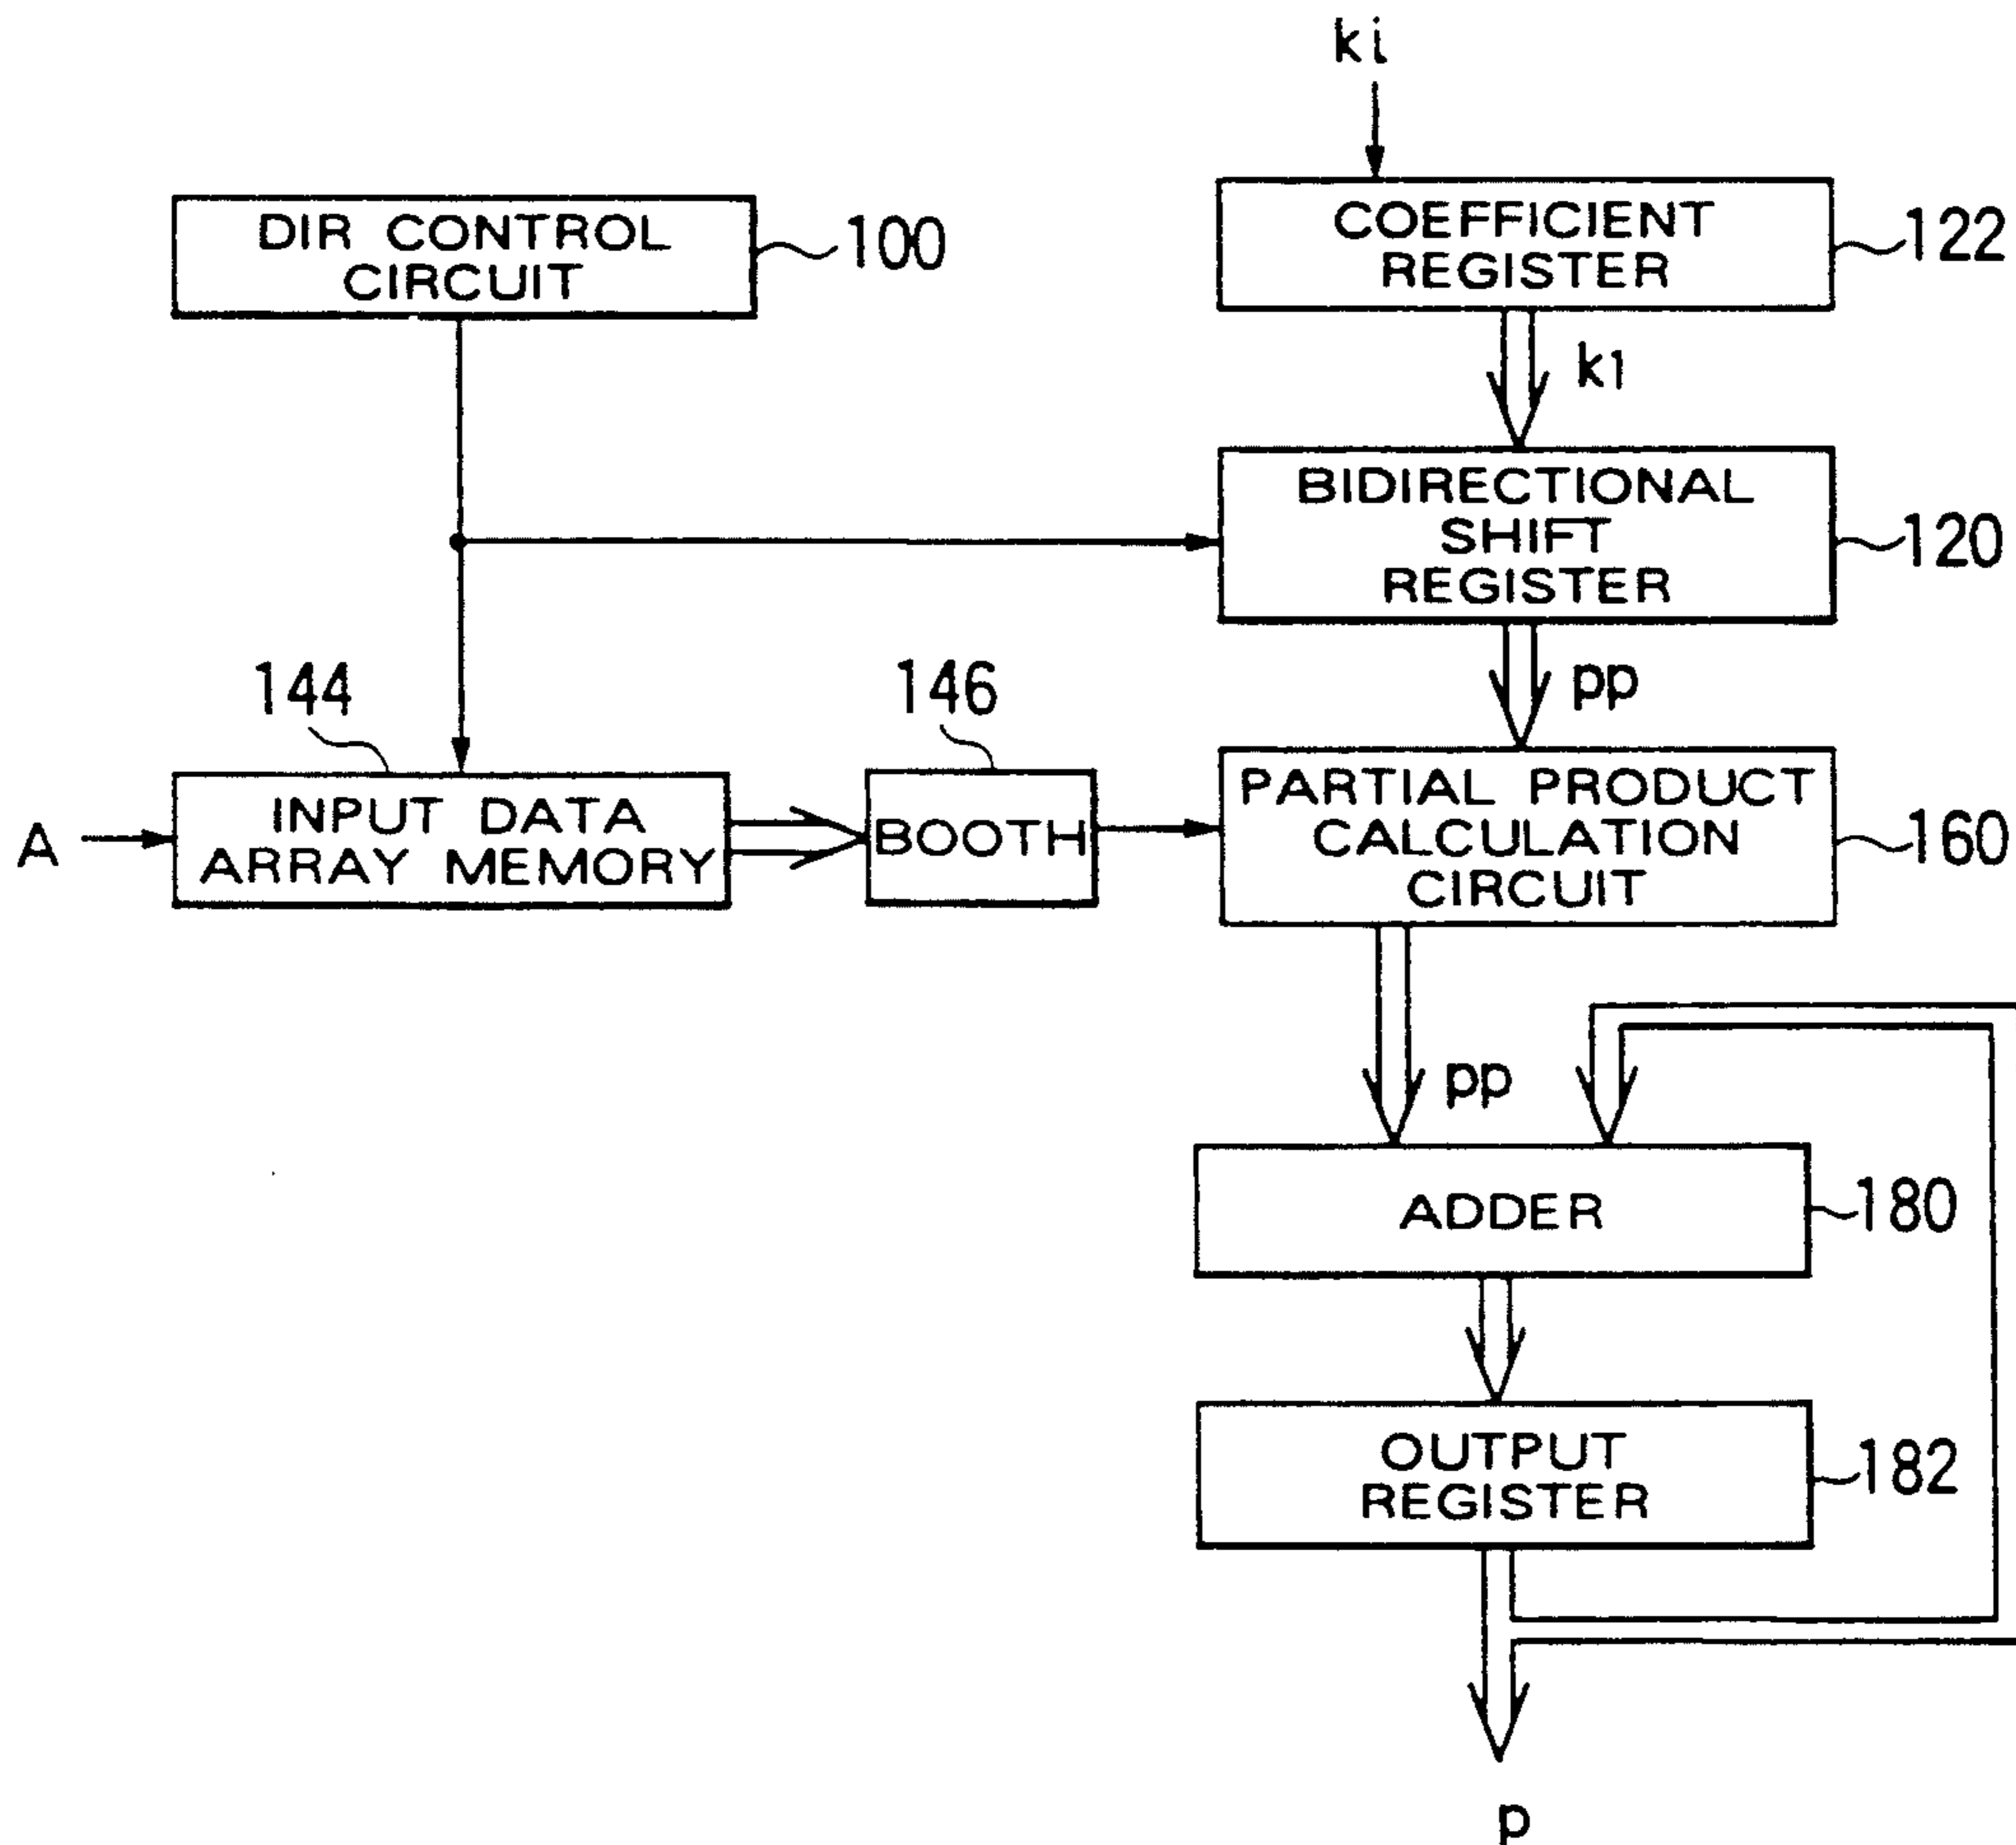 ki
DIR CONTROL
CIRCUIT
100
COEFFICIENT
REGISTER
122
k1
BIDIRECTIONAL
SHIFT
REGISTER
120
pp
144
146
A
INPUT DATA
ARRAY MEMORY
BOOTH
PARTIAL PRODUCT
CALCULATION
CIRCUIT
160
pp
ADDER
180
OUTPUT
REGISTER
182
p